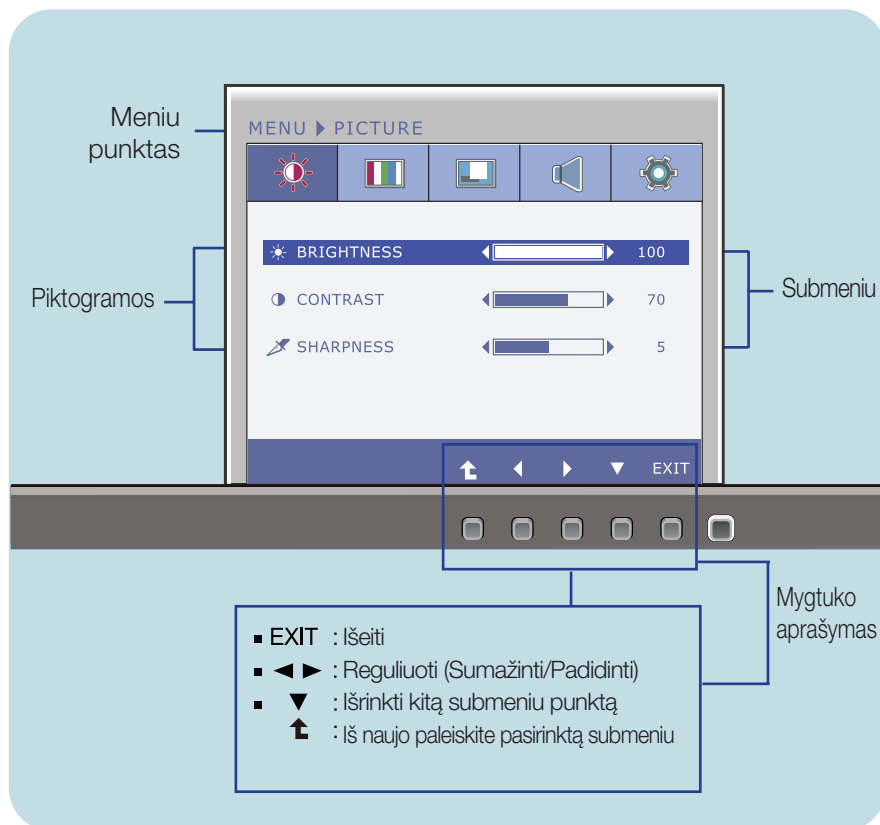 Meniu
punktas
MENU PICTURE
BRIGHTNESS 100
CONTRAST 70
SHARPNESS 5
Piktogramos
Submeniu
EXIT
Mygtuko
aprašymas
EXIT : Išeiti
: Reguliuoti (Sumažinti/Padidinti)
: Išrinkti kitą submeniu punktą
: Iš naujo paleiskite pasirinktą submeniu